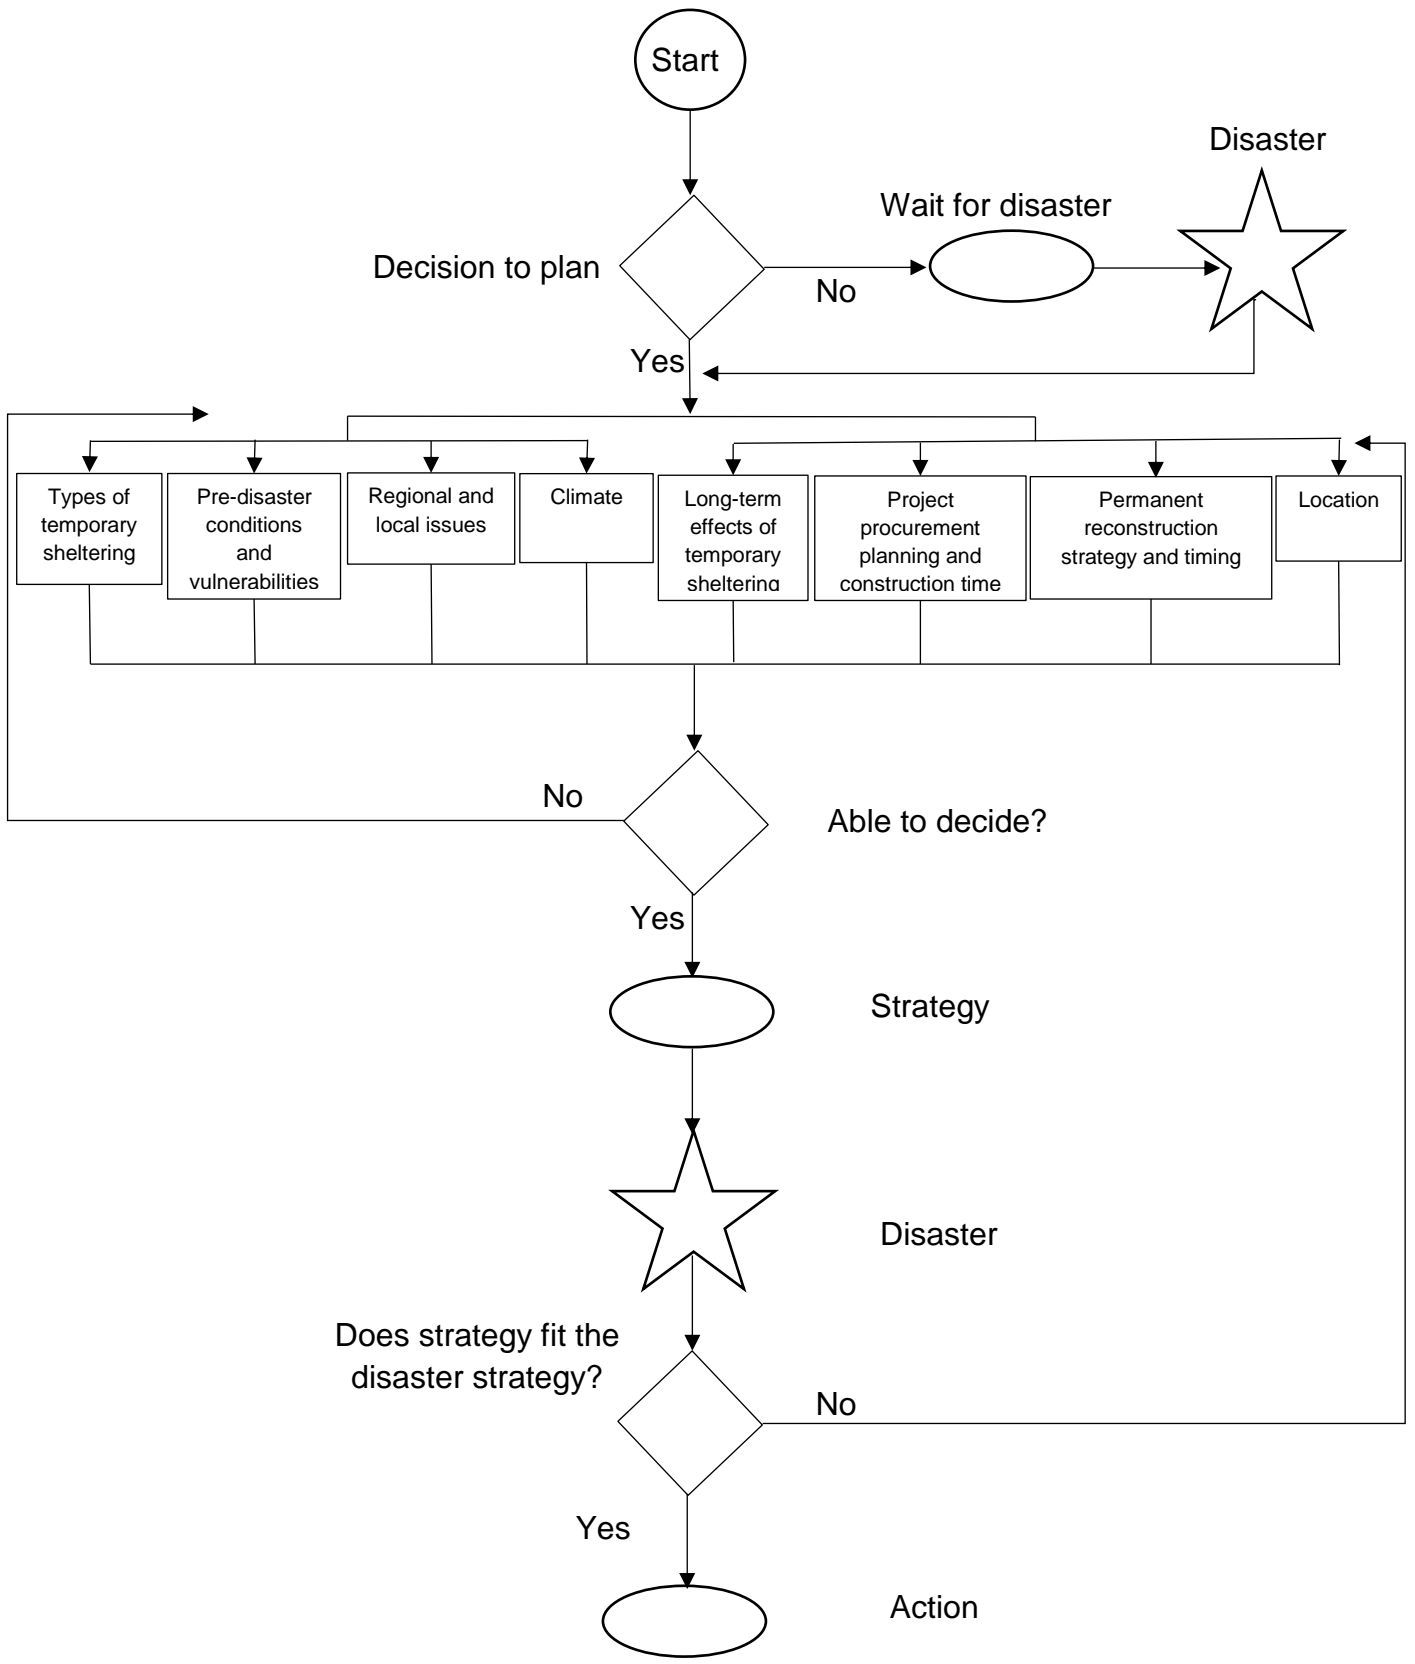 Start
Disaster
Wait for disaster
Decision to plan
No
Yes
Types of
temporary
sheltering
Pre-disaster
conditions
and
vulnerabilities
Regional and
local issues
Climate
Long-term
effects of
temporary
sheltering
Project
procurement
planning and
construction time
Permanent
reconstruction
strategy and timing
Location
No
Able to decide?
Yes
Strategy
Disaster
Does strategy fit the
disaster strategy?
No
Yes
Action